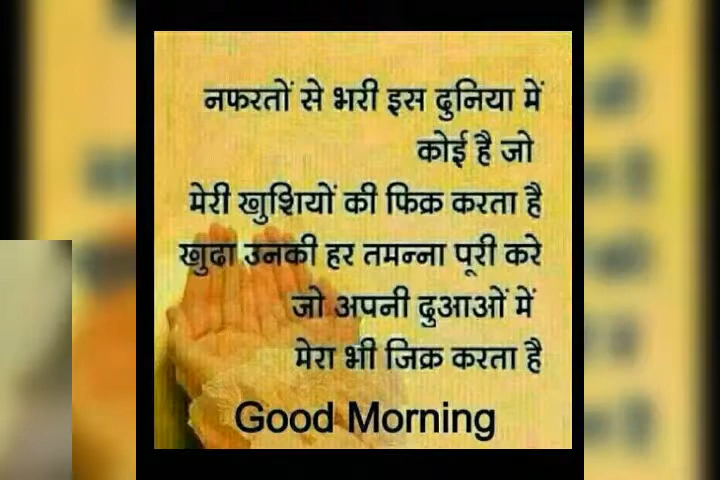 नफरतों से भरी इस दुनिया में
कोई है जो
मेरी खुशियों की फिक्र करता है
खुदा उनकी हर तमन्ना पूरी करे
जो अपनी दुआओं में
मेरा भी जिक्र करता है
Good Morning